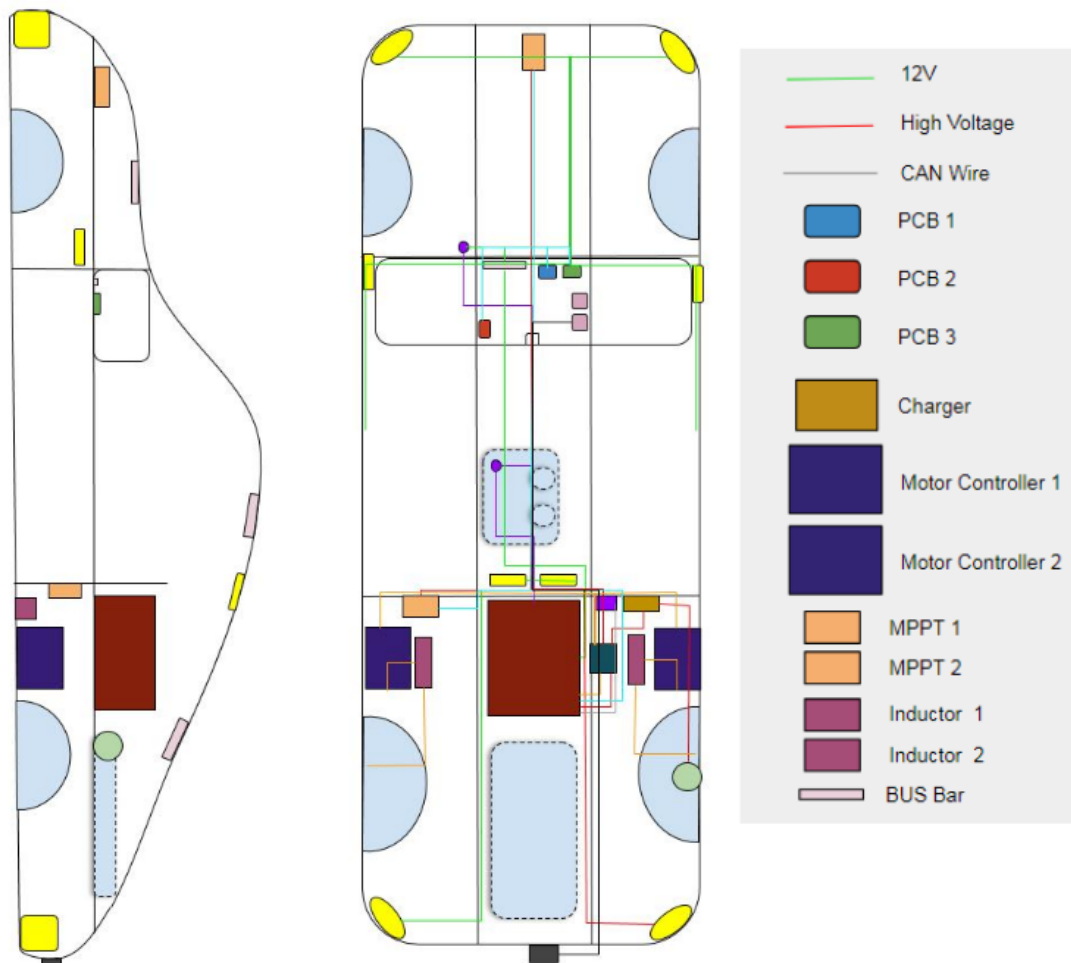 12V
High Voltage
CAN Wire
PCB 1
PCB 2
PCB 3
Charger
Motor Controller 1
Motor Controller 2
MPPT 1
MPPT 2
Inductor 1
Inductor 2
BUS Bar